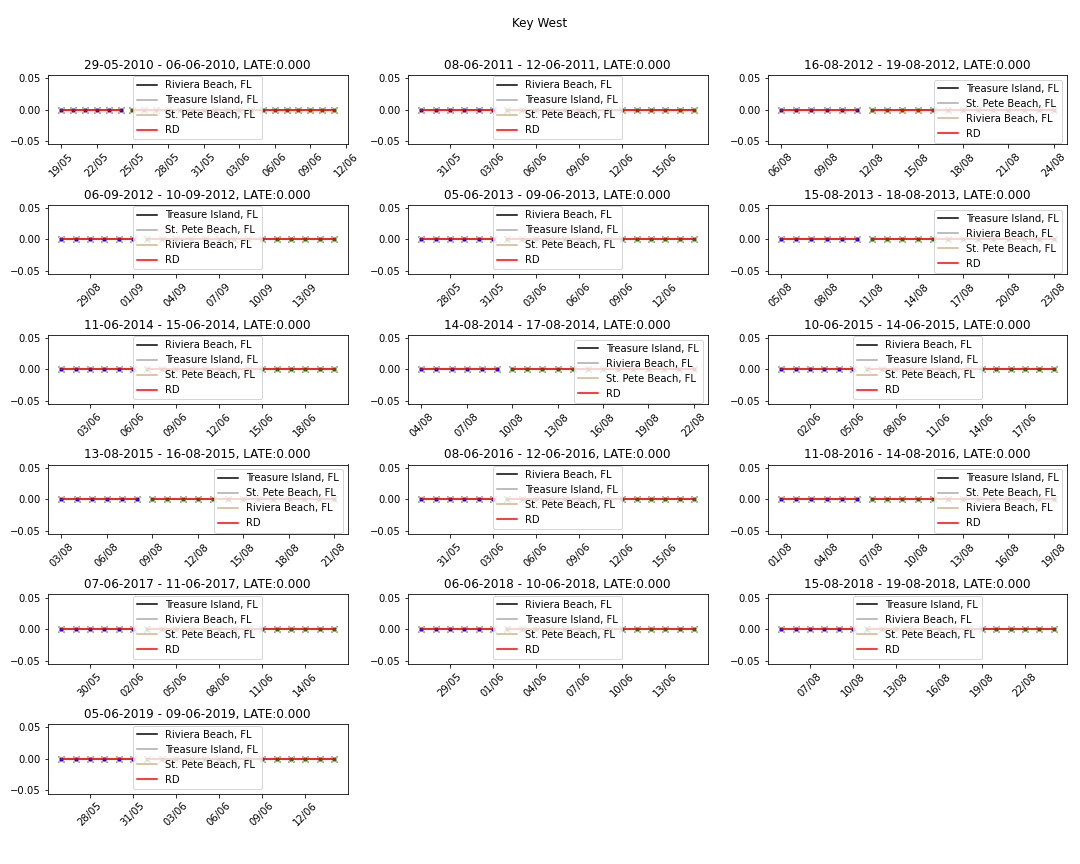 Key West
29-05-2010 - 06-06-2010, LATE:0.000
0.05
0.00
−0.05
Riviera Beach, FL
Treasure Island, FL
St. Pete Beach, FL
RD
19/05 22/05 25/05 28/05 31/05 03/06 06/06 09/06 12/06
08-06-2011 - 12-06-2011, LATE:0.000
0.05
0.00
−0.05
Riviera Beach, FL
Treasure Island, FL
St. Pete Beach, FL
RD
31/05 03/06 06/06 09/06 12/06 15/06
16-08-2012 - 19-08-2012, LATE:0.000
0.05
0.00
−0.05
Treasure Island, FL
St. Pete Beach, FL
Riviera Beach, FL
RD
06/08 09/08 12/08 15/08 18/08 21/08 24/08
06-09-2012 - 10-09-2012, LATE:0.000
0.05
0.00
−0.05
Treasure Island, FL
St. Pete Beach, FL
Riviera Beach, FL
RD
29/08 01/09 04/09 07/09 10/09 13/09
05-06-2013 - 09-06-2013, LATE:0.000
0.05
0.00
−0.05
Riviera Beach, FL
Treasure Island, FL
St. Pete Beach, FL
RD
28/05 31/05 03/06 06/06 09/06 12/06
15-08-2013 - 18-08-2013, LATE:0.000
0.05
0.00
−0.05
Treasure Island, FL
Riviera Beach, FL
St. Pete Beach, FL
RD
05/08 08/08 11/08 14/08 17/08 20/08 23/08
11-06-2014 - 15-06-2014, LATE:0.000
0.05
0.00
−0.05
Riviera Beach, FL
Treasure Island, FL
St. Pete Beach, FL
RD
03/06 06/06 09/06 12/06 15/06 18/06
14-08-2014 - 17-08-2014, LATE:0.000
0.05
0.00
−0.05
Treasure Island, FL
Riviera Beach, FL
St. Pete Beach, FL
RD
04/08 07/08 10/08 13/08 16/08 19/08 22/08
10-06-2015 - 14-06-2015, LATE:0.000
0.05
0.00
−0.05
Riviera Beach, FL
Treasure Island, FL
St. Pete Beach, FL
RD
02/06 05/06 08/06 11/06 14/06 17/06
13-08-2015 - 16-08-2015, LATE:0.000
0.05
0.00
−0.05
Treasure Island, FL
St. Pete Beach, FL
Riviera Beach, FL
RD
03/08 06/08 09/08 12/08 15/08 18/08 21/08
08-06-2016 - 12-06-2016, LATE:0.000
0.05
0.00
−0.05
Riviera Beach, FL
Treasure Island, FL
St. Pete Beach, FL
RD
31/05 03/06 06/06 09/06 12/06 15/06
11-08-2016 - 14-08-2016, LATE:0.000
0.05
0.00
−0.05
Treasure Island, FL
St. Pete Beach, FL
Riviera Beach, FL
RD
01/08 04/08 07/08 10/08 13/08 16/08 19/08
07-06-2017 - 11-06-2017, LATE:0.000
0.05
0.00
−0.05
Treasure Island, FL
Riviera Beach, FL
St. Pete Beach, FL
RD
30/05 02/06 05/06 08/06 11/06 14/06
06-06-2018 - 10-06-2018, LATE:0.000
0.05
0.00
−0.05
Riviera Beach, FL
Treasure Island, FL
St. Pete Beach, FL
RD
29/05 01/06 04/06 07/06 10/06 13/06
15-08-2018 - 19-08-2018, LATE:0.000
0.05
0.00
−0.05
Treasure Island, FL
Riviera Beach, FL
St. Pete Beach, FL
RD
07/08 10/08 13/08 16/08 19/08 22/08
05-06-2019 - 09-06-2019, LATE:0.000
0.05
0.00
−0.05
Riviera Beach, FL
Treasure Island, FL
St. Pete Beach, FL
RD
28/05 31/05 03/06 06/06 09/06 12/06